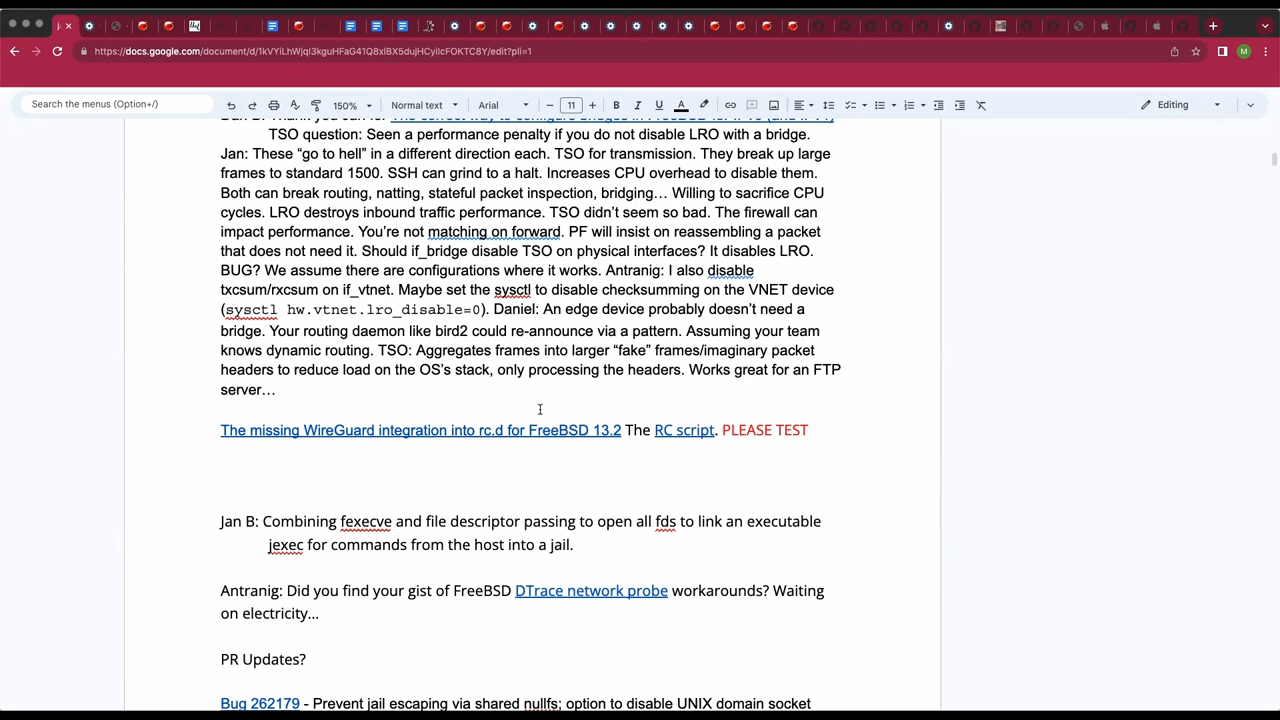 https://docs.google.com/document/d/1kVYiLhWjql3kguHFaG41Q8xlBX5dujHCyilcFOKTC8Y/edit?pli=1
M
Search the menus (Option+/)
150%
Normal text
Arial
11
B
I
U
A
Editing
TSO question: Seen a performance penalty if you do not disable LRO with a bridge.
Jan: These “go to hell” in a different direction each. TSO for transmission. They break up large
frames to standard 1500. SSH can grind to a halt. Increases CPU overhead to disable them.
Both can break routing, natting, stateful packet inspection, bridging… Willing to sacrifice CPU
cycles. LRO destroys inbound traffic performance. TSO didn’t seem so bad. The firewall can
impact performance. You’re not matching on forward. PF will insist on reassembling a packet
that does not need it. Should if_bridge disable TSO on physical interfaces? It disables LRO.
BUG? We assume there are configurations where it works. Antranig: I also disable
txcsum/rxcsum on if_vtnet. Maybe set the sysctl to disable checksumming on the VNET device
(sysctl hw.vtnet.lro_disable=0). Daniel: An edge device probably doesn’t need a
bridge. Your routing daemon like bird2 could re-announce via a pattern. Assuming your team
knows dynamic routing. TSO: Aggregates frames into larger “fake” frames/imaginary packet
headers to reduce load on the OS’s stack, only processing the headers. Works great for an FTP
server…
The missing WireGuard integration into rc.d for FreeBSD 13.2 The RC script. PLEASE TEST
Jan B: Combining fexecve and file descriptor passing to open all fds to link an executable
jexec for commands from the host into a jail.
Antranig: Did you find your gist of FreeBSD DTrace network probe workarounds? Waiting
on electricity…
PR Updates?
Bug 262179 - Prevent jail escaping via shared nullfs; option to disable UNIX domain socket